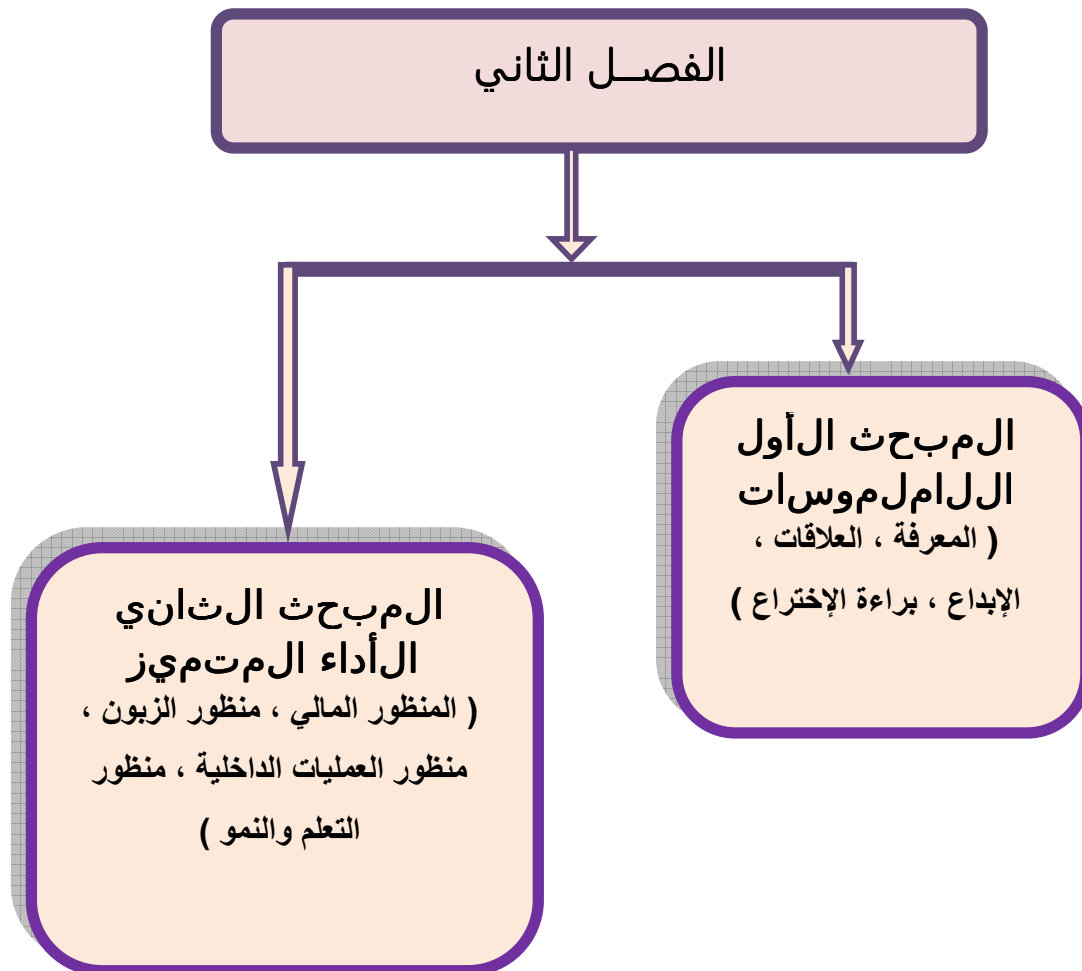 الفصــل الثاني
المبحث الأول
اللاملموسات
( المعرفة ، العلاقات ،
الإبداع ، براءة الإختراع )
المبحث الثاني
الأداء المتميز
( المنظور المالي ، منظور الزبون ،
منظور العمليات الداخلية ، منظور
التعلم والنمو )